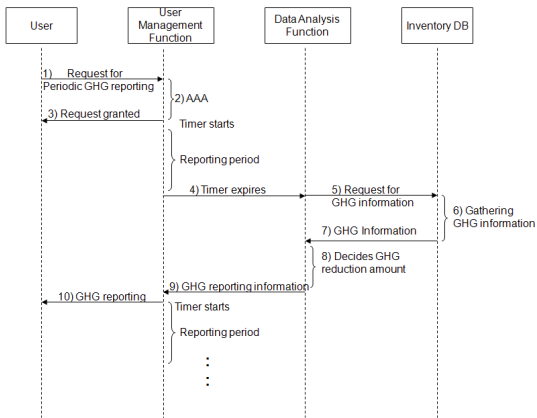 User
User
Management
Function
Data Analysis
Function
Inventory DB
1) Request for
Periodic GHG reporting
2) AAA
3) Request granted
Timer starts
Reporting period
4) Timer expires
5) Request for
GHG information
6) Gathering
GHG information
7) GHG Information
8) Decides GHG
reduction amount
9) GHG reporting information
10) GHG reporting
Timer starts
Reporting period